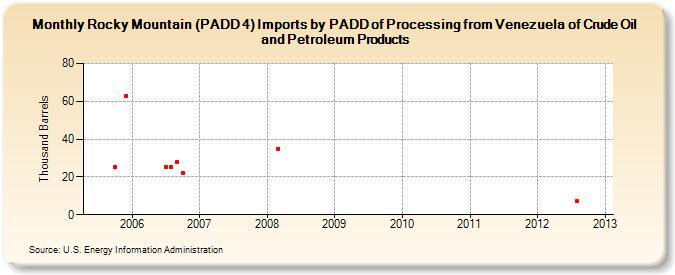 Monthly Rocky Mountain (PADD 4) Imports by PADD of Processing from Venezuela of Crude Oil
and Petroleum Products
Thousand Barrels
80
60
40
20
0
2006 2007 2008 2009 2010 2011 2012 2013
Source: U.S. Energy Information Administration